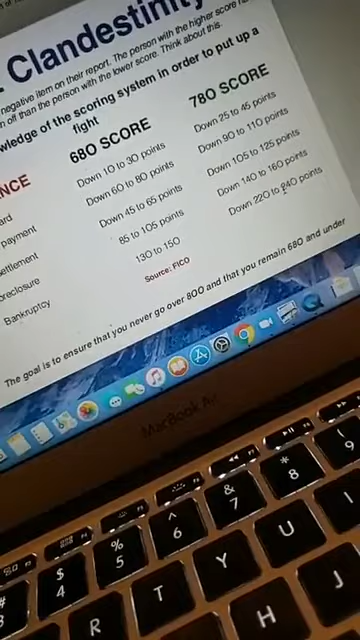 Clandestinity
negative item on their report. The person with the higher score
off than the person with the lower score. Think about this.
of the scoring system in order to put up a
fight
680 SCORE
780 SCORE
Down 10 to 30 points
Down 25 to 45 points
payment
Down 60 to 80 points
Down 90 to 110 points
Down 45 to 65 points
Down 105 to 125 points
85 to 105 points
Down 140 to 160 points
Bankruptcy
130 to 150
Down 220 to 240 points
Source: FICO
The goal is to ensure that you never go over 800 and that you remain 680 and under
MacBook Air
& 7
* 8
( 9
^ 6
% 5
$ 4
# 3
R T Y U I
H J